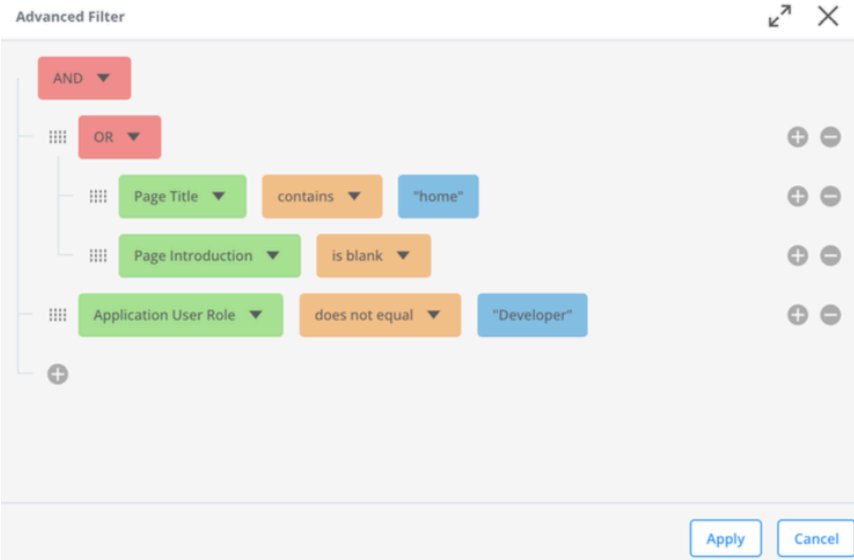 Advanced Filter
AND
OR
Page Title contains "home"
Page Introduction is blank
Application User Role does not equal "Developer"
Apply Cancel